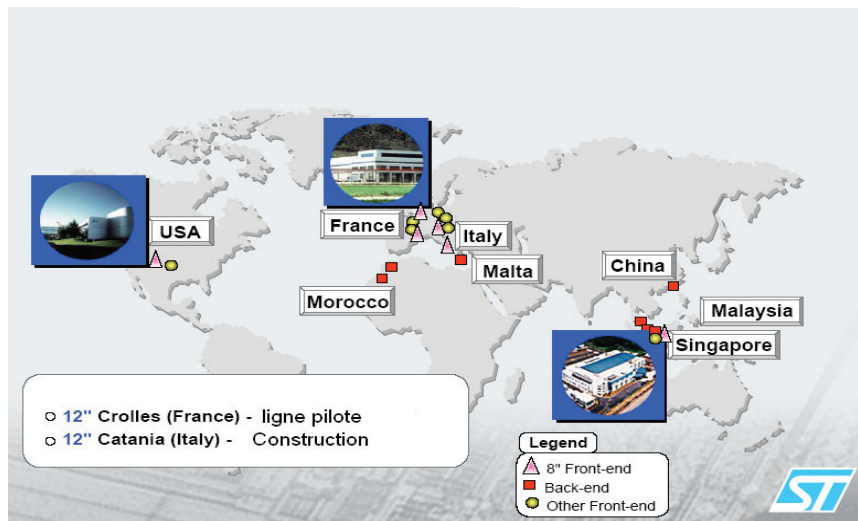 USA
France
Italy
Malta
Morocco
China
Malaysia
Singapore
12" Crolles (France) - ligne pilote
12" Catania (Italy) - Construction
Legend
8" Front-end
Back-end
Other Front-end
ST